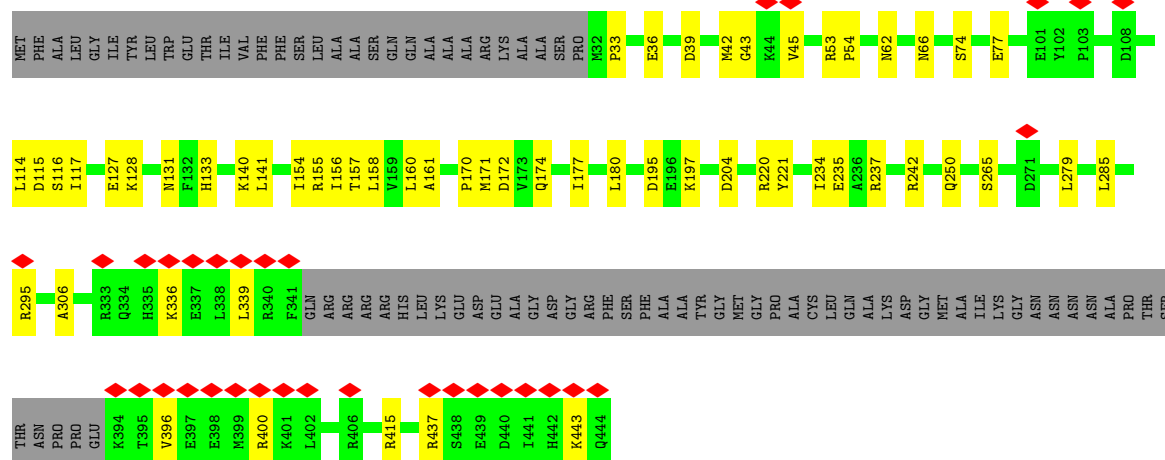 MET PHE ALA LEU GLY ILE TYR LEU TRP GLU THR ILE VAL PHE PHE SER LEU ALA ALA SER GLN GLN ALA ALA ALA ARG LYS ALA ALA SER PRO M32 P33 E36 D39 M42 G43 K44 V45 R53 P54 N62 N66 S74 E77 E101 Y102 P103 D108
L114 D115 S116 I117 E127 K128 N131 F132 H133 K140 L141 I154 R155 I156 T157 L158 V159 L160 A161 P170 M171 D172 V173 Q174 I177 L180 D195 E196 K197 D204 R220 Y221 I234 E235 A236 R237 R242 Q250 S265 D271 L279 L285
R295 A306 R333 Q334 H335 K336 E337 L338 L339 R340 F341 GLN ARG ARG ARG ARG HIS LEU LYS GLU ASP GLU ALA GLY ASP GLY ARG PHE SER PHE ALA ALA TYR GLY MET GLY PRO ALA CYS LEU GLN ALA LYS ASP GLY MET ALA ILE LYS GLY ASN ASN ASN ASN ALA PRO THR SER
THR ASN PRO PRO GLU K394 T395 V396 E397 E398 M399 R400 K401 L402 R406 R415 R437 S438 E439 D440 I441 H442 K443 Q444